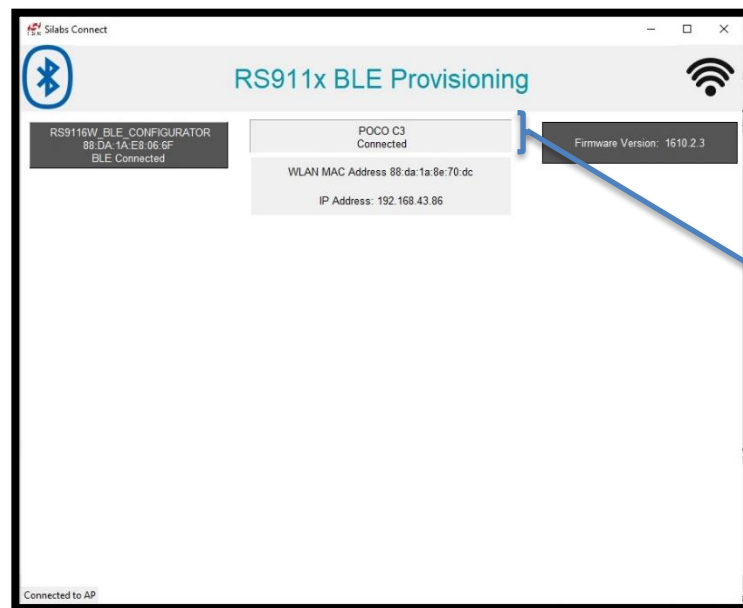 Silabs Connect
RS911x BLE Provisioning
RS9116W_BLE_CONFIGURATOR
88:DA:1A:E8:06:6F
BLE Connected
POCO C3
Connected
WLAN MAC Address 88:da:1a:8e:70:dc
IP Address: 192.168.43.86
Firmware Version: 1610.2.3
Connected to AP